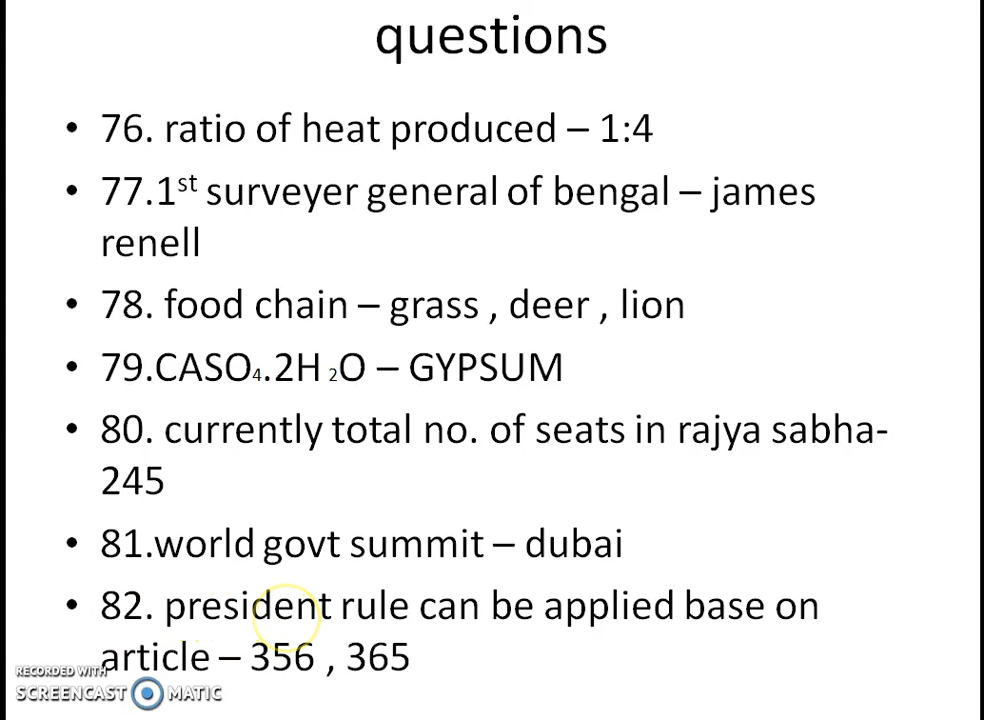 questions
• 76. ratio of heat produced – 1:4
• 77.1st surveyer general of bengal – james
renell
• 78. food chain – grass , deer , lion
• 79.CASO4.2H 2O – GYPSUM
• 80. currently total no. of seats in rajya sabha-
245
• 81.world govt summit – dubai
• 82. president rule can be applied base on
article – 356 , 365
RECORDED WITH
SCREENCAST MATIC